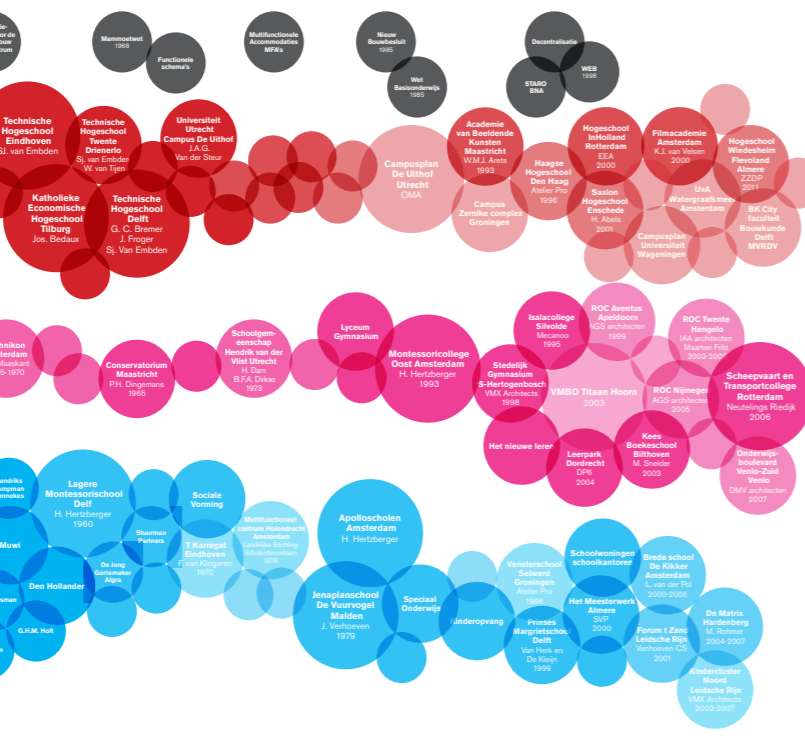 Mammoetwet
1968
Functionele
schema's
Multifunctionele
Accommodaties
MFA's
Nieuw
Bouwbesluit
1985
Wet
Basisonderwijs
1985
Decentralisatie
STARO
BNA
WEB
1998
Technische
Hogeschool
Eindhoven
SJ. van Embden
Technische
Hogeschool
Twente
Drienerlo
Sj. van Embden
W. van Tijen
Universiteit
Utrecht
Campus De Uithof
J.A.G.
Van der Steur
Katholieke
Economische
Hogeschool
Tilburg
Jos. Bedaux
Technische
Hogeschool
Delft
G. C. Bremer
J. Froger
Sj. Van Embden
Campusplan
De Uithof
Utrecht
OMA
Academie
van Beeldende
Kunsten
Maastricht
W.M.J. Arets
1993
Campus
Zernike complex
Groningen
Haagse
Hogeschool
Den Haag
Atelier Pro
1996
Hogeschool
InHolland
Rotterdam
EEA
2000
Saxion
Hogeschool
Enschede
H. Abels
2001
Filmacademie
Amsterdam
K.J. van Velsen
2000
Campusplan
Universiteit
Wageningen
UvA
Watergraafsmeer
Amsterdam
Hogeschool
Windesheim
Flevoland
Almere
ZZDP
2011
BK City
faculteit
Bouwkunde
Delft
MVRDV
Conservatorium
Maastricht
P.H. Dingemans
1965
Schoolgem-
eenschap
Hendrik van der
Vlist Utrecht
H. Dam
B.F.A. Dirkse
1973
Lyceum
Gymnasium
Montessoricollege
Oost Amsterdam
H. Hertzberger
1993
Isalacollege
Silvolde
Mecanoo
1995
Stedelijk
Gymnasium
S-Hertogenbosch
VMX Architects
1998
Het nieuwe leren
ROC Aventus
Apeldoorn
AGS architecten
1999
VMBO Titaan Hoorn
2003
Leerpark
Dordrecht
DP6
2004
Kees
Boekeschool
Bilthoven
M. Snelder
2003
ROC Nijmegen
AGS architecten
2005
ROC Twente
Hengelo
IAA architecten
Maarten Fritz
2003-2005
Scheepvaart en
Transportcollege
Rotterdam
Neutelings Riedijk
2006
Onderwijs-
boulevard
Venlo-Zuid
Venlo
DMV architecten
2007
Lagere
Montessorischool
Delf
H. Hertzberger
1960
Muwi
Den Hollander
G.H.M. Holt
De Jong
Gortemaker
Algra
Stuurman
Partners
Sociale
Vorming
T Karregat
Eindhoven
F. van Klingeren
1970
Multifunctioneel
centrum Holendrecht
Amsterdam
Landelijke Stichting
Scholenbouwteam
1976
Apolloscholen
Amsterdam
H. Hertzberger
Jenaplanschool
De Vuurvogel
Malden
J. Verhoeven
1979
Speciaal
Onderwijs
Kinderopvang
Vensterschool
Selwerd
Groningen
Atelier Pro
1996
Prinses
Margrietschool
Delft
Van Herk en
De Kleijn
1999
Schoolwoningen
schoolkantoren
Het Meesterwerk
Almere
SVP
2000
Brede school
De Kikker
Amsterdam
L. van der Pol
2000-2006
Forum t Zand
Leidsche Rijn
Venhoeven CS
2001
De Matrix
Hardenberg
M. Rohmer
2004-2007
Kindercluster
Noord
Leidsche Rijn
VMX Architects
2002-2007